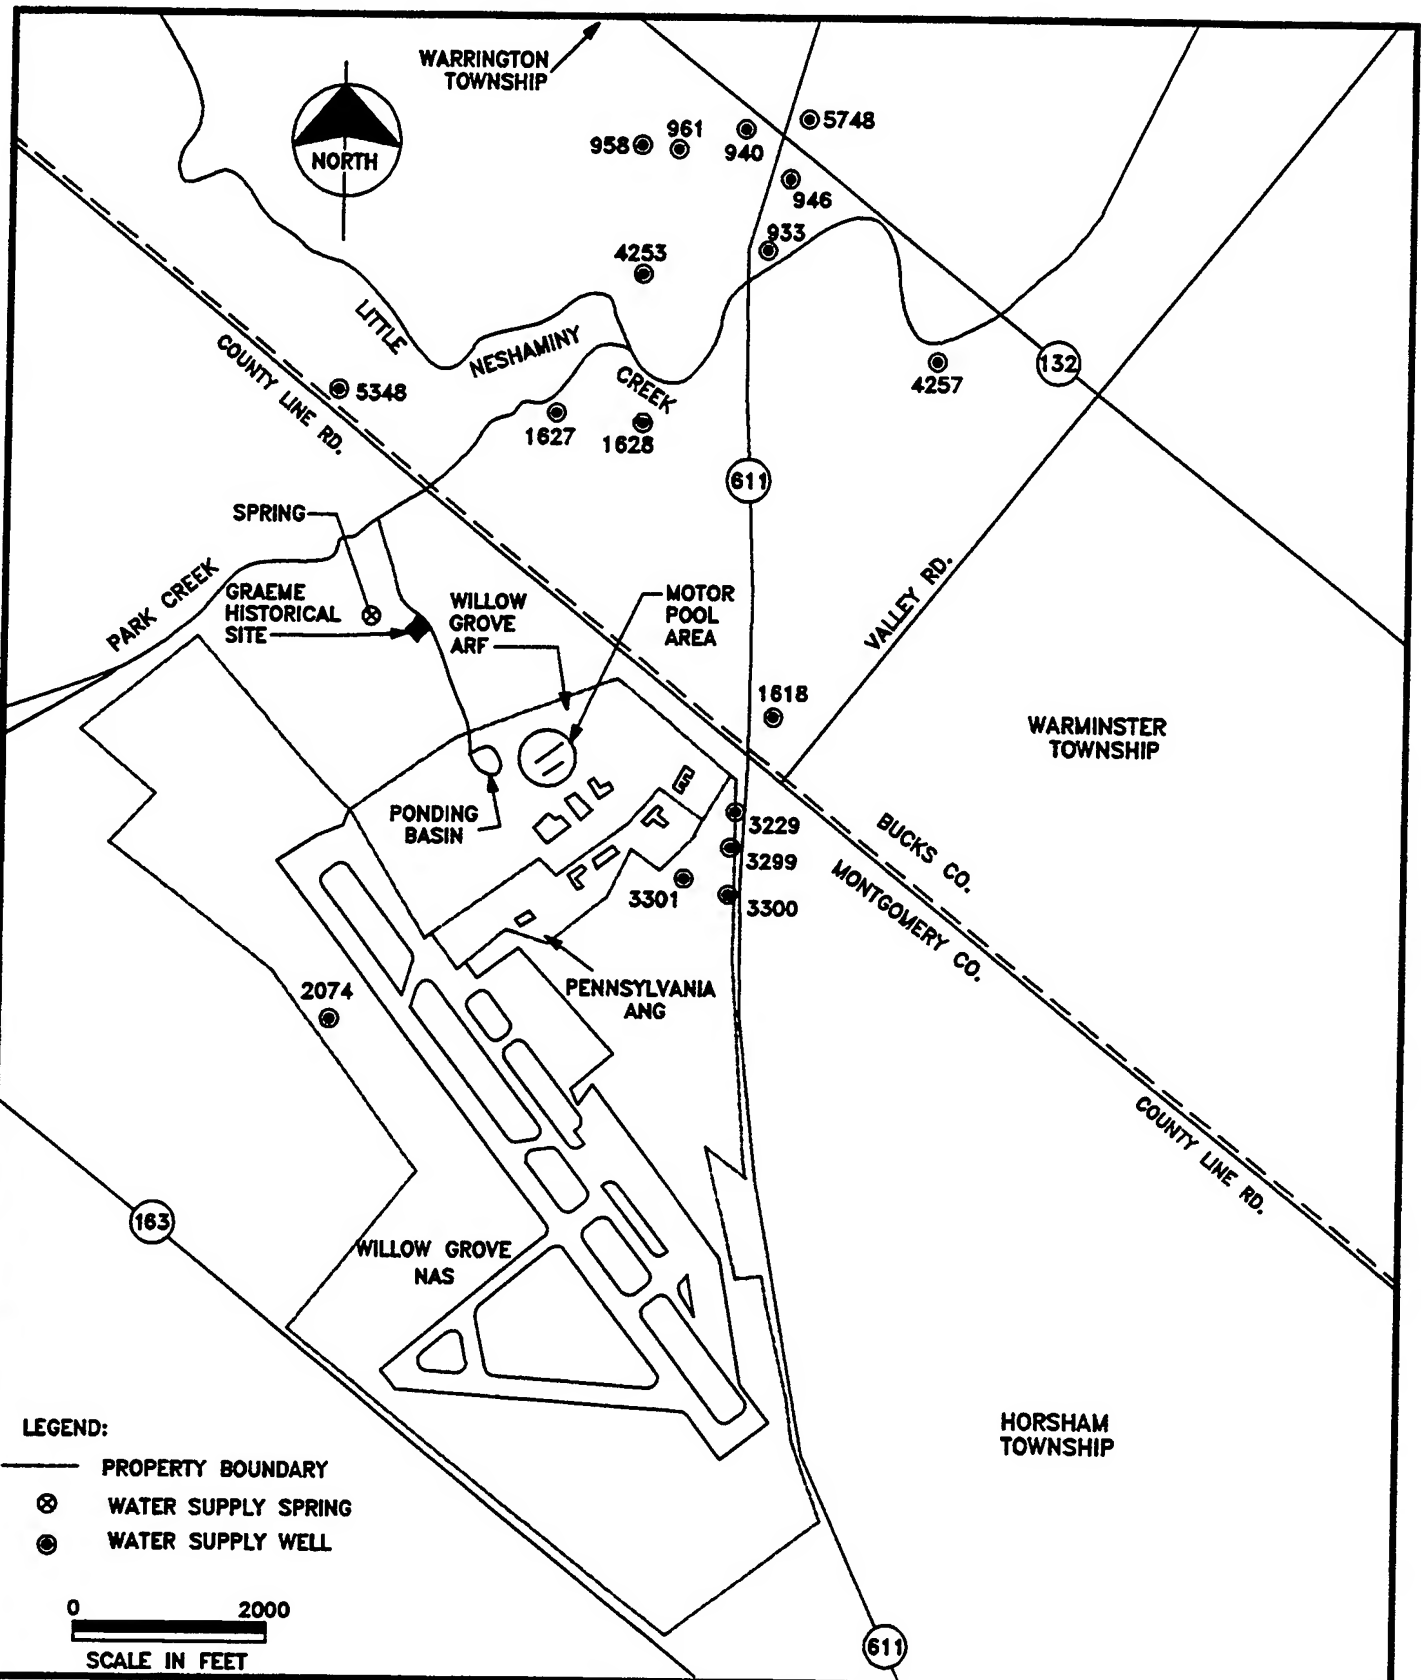 WARRINGTON
TOWNSHIP
NORTH
5748
961
958
940
946
933
4253
LITTLE
NESHAMINY
CREEK
COUNTY LINE RD.
5348
132
4257
1627
1628
611
SPRING
PARK CREEK
GRAEME
HISTORICAL
SITE
WILLOW
GROVE
ARF
MOTOR
POOL
AREA
VALLEY RD.
1618
WARMINSTER
TOWNSHIP
PONDING
BASIN
3229
3299
3301
3300
BUCKS CO.
MONTGOMERY CO.
2074
PENNSYLVANIA
ANG
COUNTY LINE RD.
163
WILLOW GROVE
NAS
HORSHAM
TOWNSHIP
LEGEND:
PROPERTY BOUNDARY
WATER SUPPLY SPRING
WATER SUPPLY WELL
0 2000
SCALE IN FEET
611